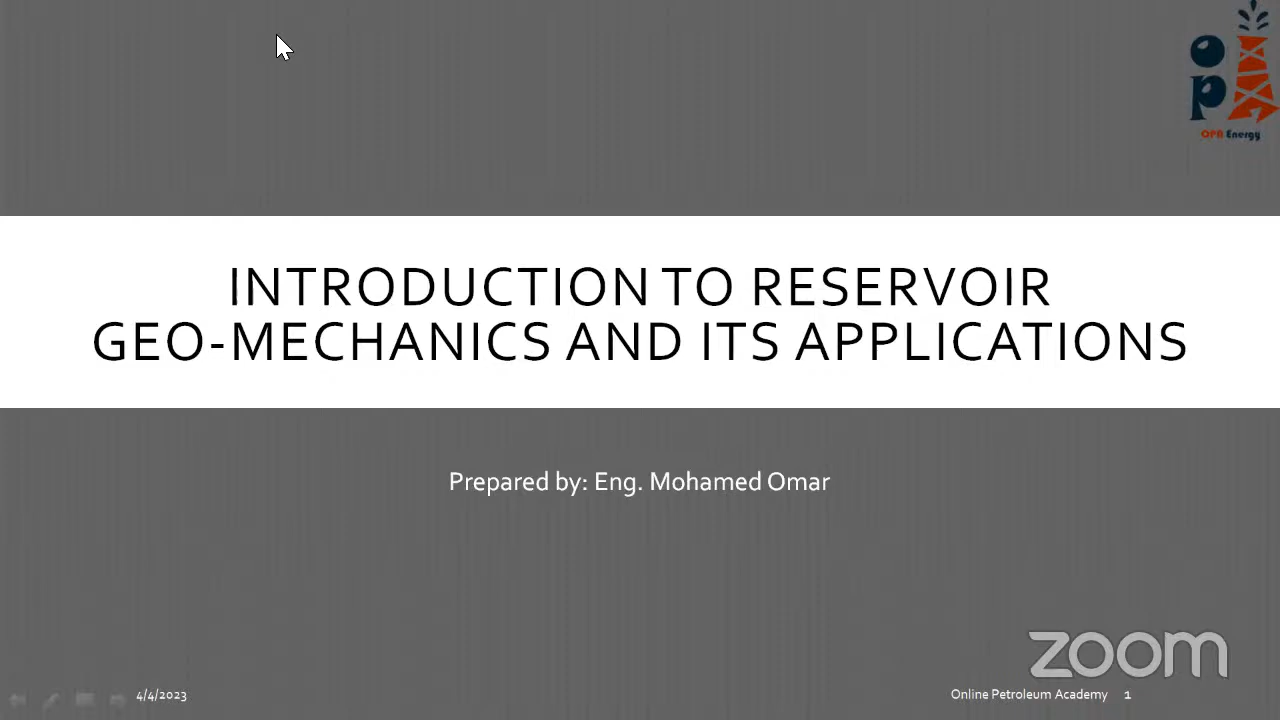 op
OPA Energy
INTRODUCTION TO RESERVOIR
GEO-MECHANICS AND ITS APPLICATIONS
Prepared by: Eng. Mohamed Omar
zoom
4/4/2023
Online Petroleum Academy 1